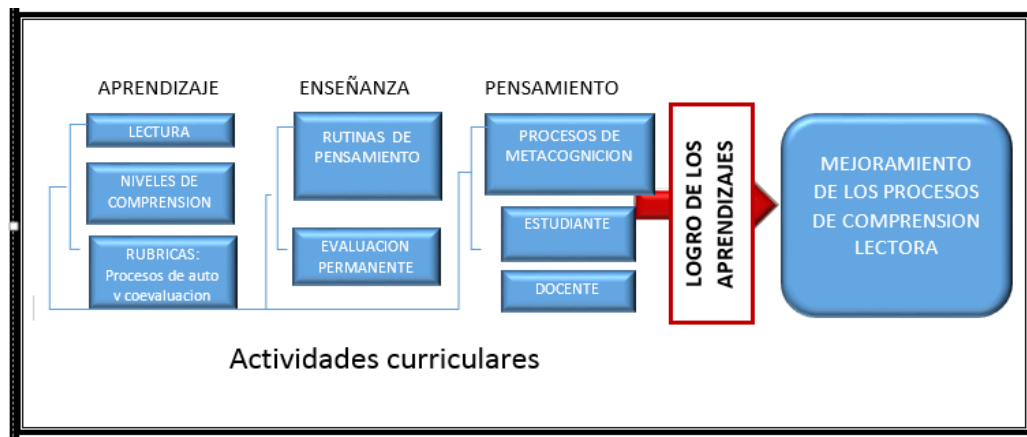 APRENDIZAJE
LECTURA
NIVELES DE
COMPRENSION
RUBRICAS:
Procesos de auto
y coevaluacion
ENSEÑANZA
RUTINAS DE
PENSAMIENTO
EVALUACION
PERMANENTE
PENSAMIENTO
PROCESOS DE
METACOGNICION
ESTUDIANTE
DOCENTE
LOGRO DE LOS
APRENDIZAJES
MEJORAMIENTO
DE LOS PROCESOS
DE COMPRENSION
LECTORA
Actividades curriculares